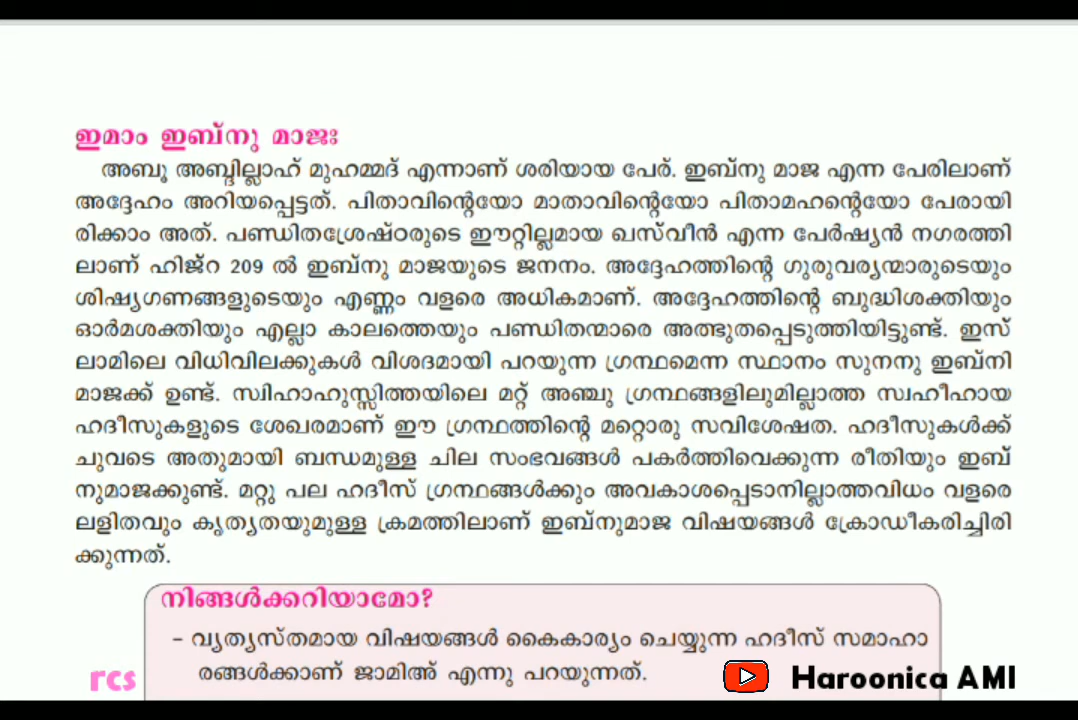 ഇമാം ഇബ്നു മാജഃ
അബൂ അബ്ദില്ലാഹ് മുഹമ്മദ് എന്നാണ് ശരിയായ പേര്. ഇബ്നു മാജ എന്ന പേരിലാണ്
അദ്ദേഹം അറിയപ്പെട്ടത്. പിതാവിന്റെയോ മാതാവിന്റെയോ പിതാമഹന്റെയോ പേരായി
രിക്കാം അത്. പണ്ഡിതശ്രേഷ്ഠരുടെ ഈറ്റില്ലമായ ഖസ്‌വീൻ എന്ന പേർഷ്യൻ നഗരത്തി
ലാണ് ഹിജ്റ 209 ൽ ഇബ്നു മാജയുടെ ജനനം. അദ്ദേഹത്തിന്റെ ഗുരുവര്യന്മാരുടെയും
ശിഷ്യഗണങ്ങളുടെയും എണ്ണം വളരെ അധികമാണ്. അദ്ദേഹത്തിന്റെ ബുദ്ധിശക്തിയും
ഓർമശക്തിയും എല്ലാ കാലത്തെയും പണ്ഡിതന്മാരെ അത്ഭുതപ്പെടുത്തിയിട്ടുണ്ട്. ഇസ്
ലാമിലെ വിധിവിലക്കുകൾ വിശദമായി പറയുന്ന ഗ്രന്ഥമെന്ന സ്ഥാനം സുനനു ഇബ്നി
മാജക്ക് ഉണ്ട്. സ്വിഹാഹുസ്സിത്തയിലെ മറ്റ് അഞ്ചു ഗ്രന്ഥങ്ങളിലുമില്ലാത്ത സ്വഹീഹായ
ഹദീസുകളുടെ ശേഖരമാണ് ഈ ഗ്രന്ഥത്തിന്റെ മറ്റൊരു സവിശേഷത. ഹദീസുകൾക്ക്
ചുവടെ അതുമായി ബന്ധമുള്ള ചില സംഭവങ്ങൾ പകർത്തിവെക്കുന്ന രീതിയും ഇബ്
നുമാജക്കുണ്ട്. മറ്റു പല ഹദീസ് ഗ്രന്ഥങ്ങൾക്കും അവകാശപ്പെടാനില്ലാത്തവിധം വളരെ
ലളിതവും കൃത്യതയുമുള്ള ക്രമത്തിലാണ് ഇബ്നുമാജ വിഷയങ്ങൾ ക്രോഡീകരിച്ചിരി
ക്കുന്നത്.
നിങ്ങൾക്കറിയാമോ?
– വ്യത്യസ്തമായ വിഷയങ്ങൾ കൈകാര്യം ചെയ്യുന്ന ഹദീസ് സമാഹാ
രങ്ങൾക്കാണ് ജാമിഅ് എന്നു പറയുന്നത്.
rcs
Haroonica AMI